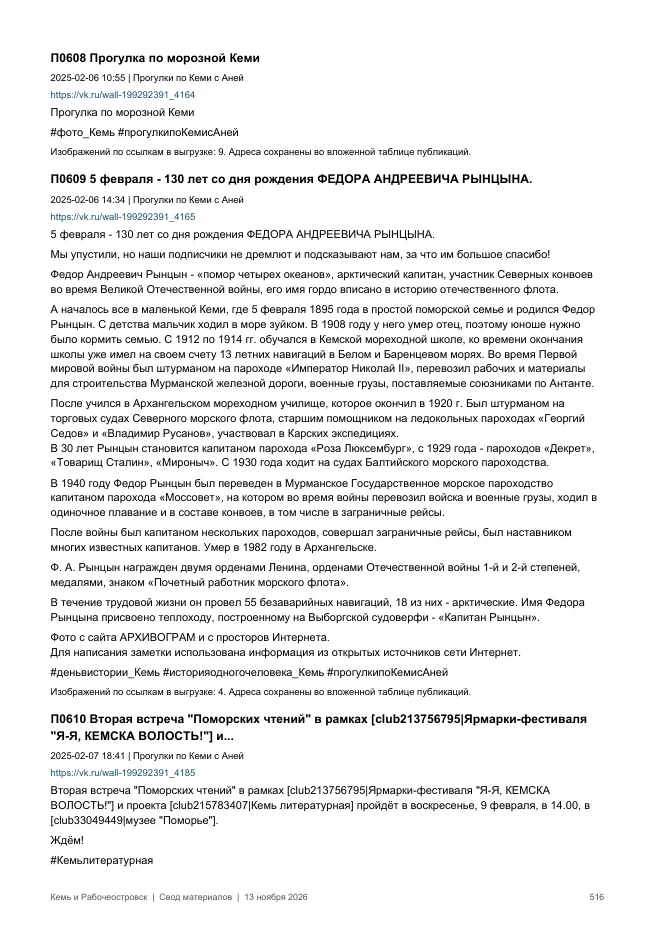 П0608 Прогулка по морозной Кеми
2025-02-06 10:55 | Прогулки по Кеми с Аней
https://vk.ru/wall-199292391_4164
Прогулка по морозной Кеми
#фото_Кемь #прогулкипоКемисАней
Изображений по ссылкам в выгрузке: 9. Адреса сохранены во вложенной таблице публикаций.
П0609 5 февраля - 130 лет со дня рождения ФЕДОРА АНДРЕЕВИЧА РЫНЦЫНА.
2025-02-06 14:34 | Прогулки по Кеми с Аней
https://vk.ru/wall-199292391_4165
5 февраля - 130 лет со дня рождения ФЕДОРА АНДРЕЕВИЧА РЫНЦЫНА.
Мы упустили, но наши подписчики не дремлют и подсказывают нам, за что им большое спасибо!
Федор Андреевич Рынцын - «помор четырех океанов», арктический капитан, участник Северных конвоев
во время Великой Отечественной войны, его имя гордо вписано в историю отечественного флота.
А началось все в маленькой Кеми, где 5 февраля 1895 года в простой поморской семье и родился Федор
Рынцын. С детства мальчик ходил в море зуйком. В 1908 году у него умер отец, поэтому юноше нужно
было кормить семью. С 1912 по 1914 гг. обучался в Кемской мореходной школе, ко времени окончания
школы уже имел на своем счету 13 летних навигаций в Белом и Баренцевом морях. Во время Первой
мировой войны был штурманом на пароходе «Император Николай II», перевозил рабочих и материалы
для строительства Мурманской железной дороги, военные грузы, поставляемые союзниками по Антанте.
После учился в Архангельском мореходном училище, которое окончил в 1920 г. Был штурманом на
торговых судах Северного морского флота, старшим помощником на ледокольных пароходах «Георгий
Седов» и «Владимир Русанов», участвовал в Карских экспедициях.
В 30 лет Рынцын становится капитаном парохода «Роза Люксембург», с 1929 года - пароходов «Декрет»,
«Товарищ Сталин», «Мироныч». С 1930 года ходит на судах Балтийского морского пароходства.
В 1940 году Федор Рынцын был переведен в Мурманское Государственное морское пароходство
капитаном парохода «Моссовет», на котором во время войны перевозил войска и военные грузы, ходил в
одиночное плавание и в составе конвоев, в том числе в заграничные рейсы.
После войны был капитаном нескольких пароходов, совершал заграничные рейсы, был наставником
многих известных капитанов. Умер в 1982 году в Архангельске.
Ф. А. Рынцын награжден двумя орденами Ленина, орденами Отечественной войны 1-й и 2-й степеней,
медалями, знаком «Почетный работник морского флота».
В течение трудовой жизни он провел 55 безаварийных навигаций, 18 из них - арктические. Имя Федора
Рынцына присвоено теплоходу, построенному на Выборгской судоверфи - «Капитан Рынцын».
Фото с сайта АРХИВОГРАМ и с просторов Интернета.
Для написания заметки использована информация из открытых источников сети Интернет.
#деньвистории_Кемь #историяодногочеловека_Кемь #прогулкипоКемисАней
Изображений по ссылкам в выгрузке: 4. Адреса сохранены во вложенной таблице публикаций.
П0610 Вторая встреча "Поморских чтений" в рамках [club213756795|Ярмарки-фестиваля
"Я-Я, КЕМСКА ВОЛОСТЬ!"] и...
2025-02-07 18:41 | Прогулки по Кеми с Аней
https://vk.ru/wall-199292391_4185
Вторая встреча "Поморских чтений" в рамках [club213756795|Ярмарки-фестиваля "Я-Я, КЕМСКА
ВОЛОСТЬ!"] и проекта [club215783407|Кемь литературная] пройдёт в воскресенье, 9 февраля, в 14.00, в
[club33049449|музее "Поморье"].
Ждём!
#Кемьлитературная
Кемь и Рабочеостровск | Свод материалов | 13 ноября 2026
516